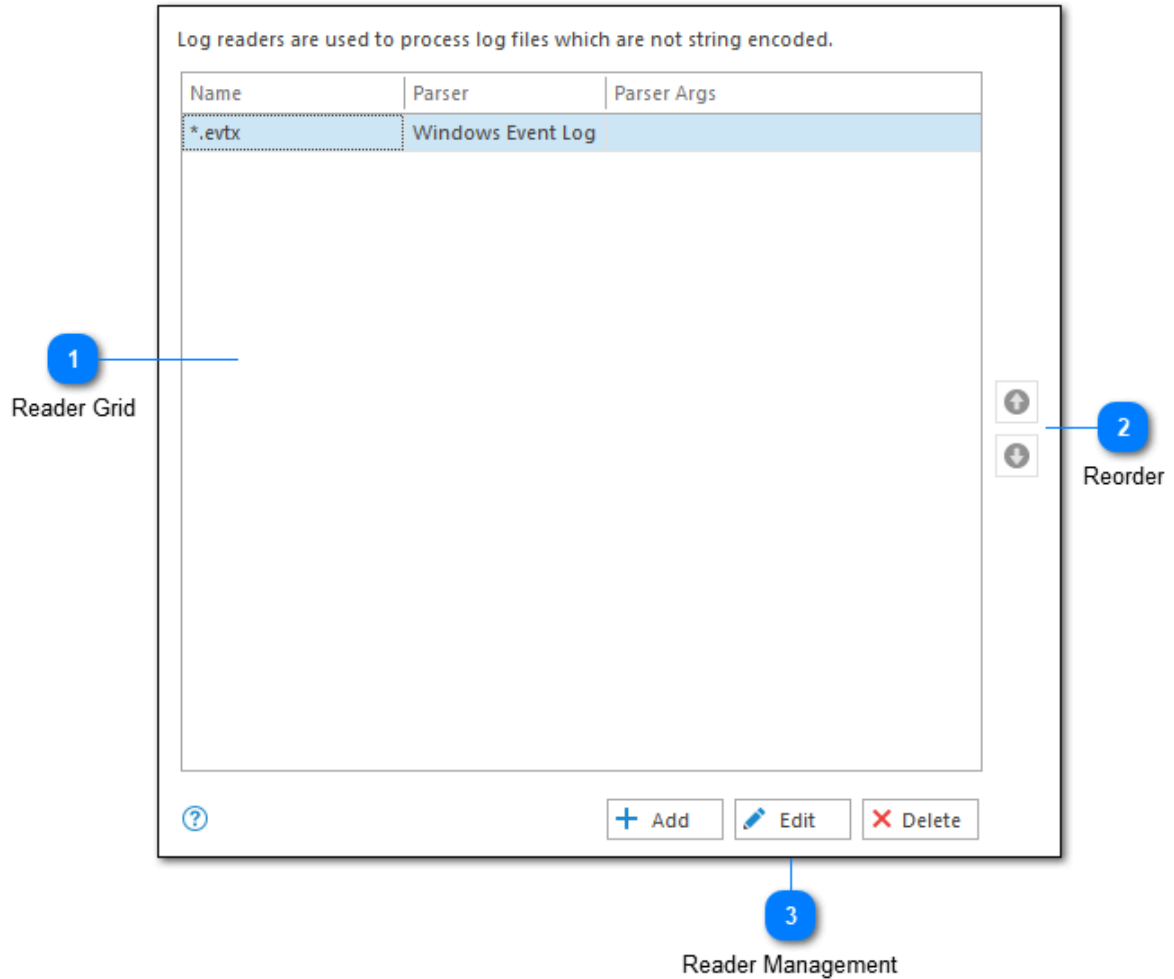 Log readers are used to process log files which are not string encoded.
Name Parser Parser Args
*.evtx Windows Event Log
1
Reader Grid
2
Reorder
? Add Edit Delete
3
Reader Management